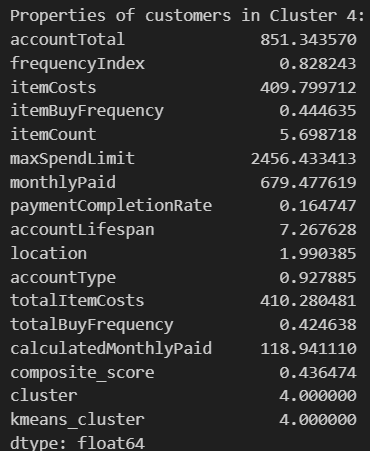 Properties of customers in Cluster 4:
accountTotal 851.343570
frequencyIndex 0.828243
itemCosts 409.799712
itemBuyFrequency 0.444635
itemCount 5.698718
maxSpendLimit 2456.433413
monthlyPaid 679.477619
paymentCompletionRate 0.164747
accountLifespan 7.267628
location 1.990385
accountType 0.927885
totalItemCosts 410.280481
totalBuyFrequency 0.424638
calculatedMonthlyPaid 118.941110
composite_score 0.436474
cluster 4.000000
kmeans_cluster 4.000000
dtype: float64